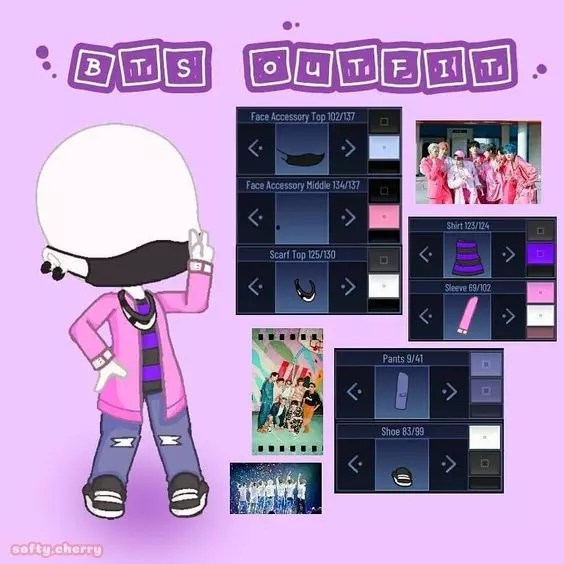 BTS OUTFIT
Face Accessory Top 102/137
Face Accessory Middle 134/137
Scarf Top 125/130
Shirt 123/124
Sleeve 69/102
Pants 9/41
Shoe 83/99
softy.cherry